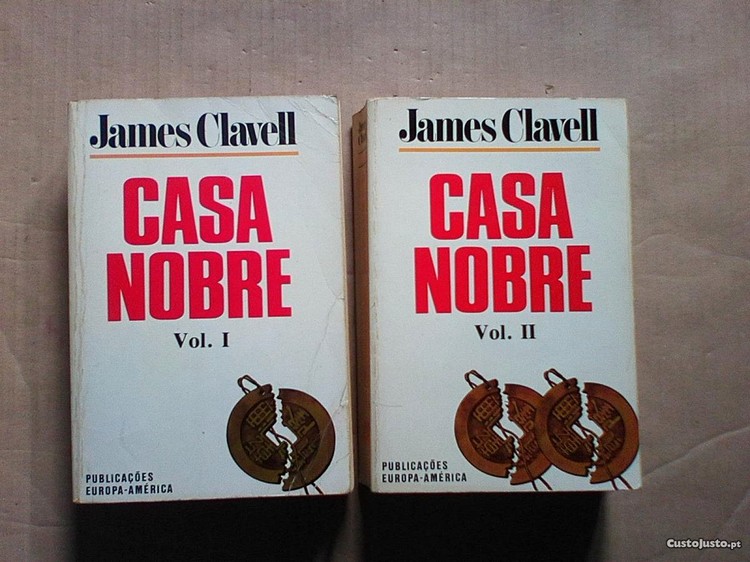 James Clavell
CASA
NOBRE
Vol. I
PUBLICAÇÕES
EUROPA-AMÉRICA
James Clavell
CASA
NOBRE
Vol. II
PUBLICAÇÕES
EUROPA-AMÉRICA
CustoJusto.pt